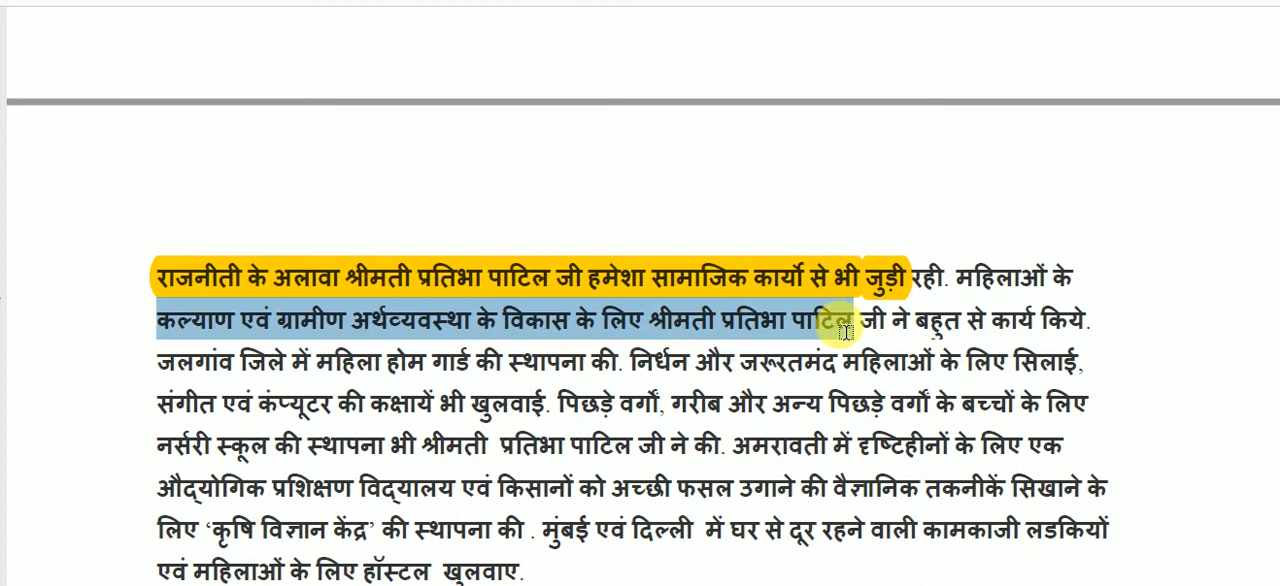 राजनीती के अलावा श्रीमती प्रतिभा पाटिल जी हमेशा सामाजिक कार्यो से भी जुड़ी रही. महिलाओं के
कल्याण एवं ग्रामीण अर्थव्यवस्था के विकास के लिए श्रीमती प्रतिभा पाटिल जी ने बहुत से कार्य किये.
जलगांव जिले में महिला होम गार्ड की स्थापना की. निर्धन और जरूरतमंद महिलाओं के लिए सिलाई,
संगीत एवं कंप्यूटर की कक्षायें भी खुलवाई. पिछड़े वर्गों, गरीब और अन्य पिछड़े वर्गों के बच्चों के लिए
नर्सरी स्कूल की स्थापना भी श्रीमती  प्रतिभा पाटिल जी ने की. अमरावती में दृष्टिहीनों के लिए एक
औद्योगिक प्रशिक्षण विद्यालय एवं किसानों को अच्छी फसल उगाने की वैज्ञानिक तकनीकें सिखाने के
लिए ‘कृषि विज्ञान केंद्र’ की स्थापना की . मुंबई एवं दिल्ली  में घर से दूर रहने वाली कामकाजी लडकियों
एवं महिलाओं के लिए हॉस्टल  खुलवाए.